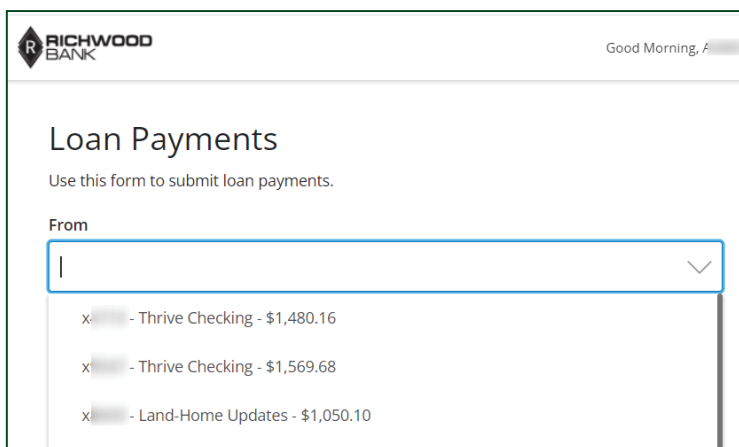 R RICHWOOD
BANK
Good Morning, A
Loan Payments
Use this form to submit loan payments.
From
x - Thrive Checking - $1,480.16
x - Thrive Checking - $1,569.68
x - Land-Home Updates - $1,050.10